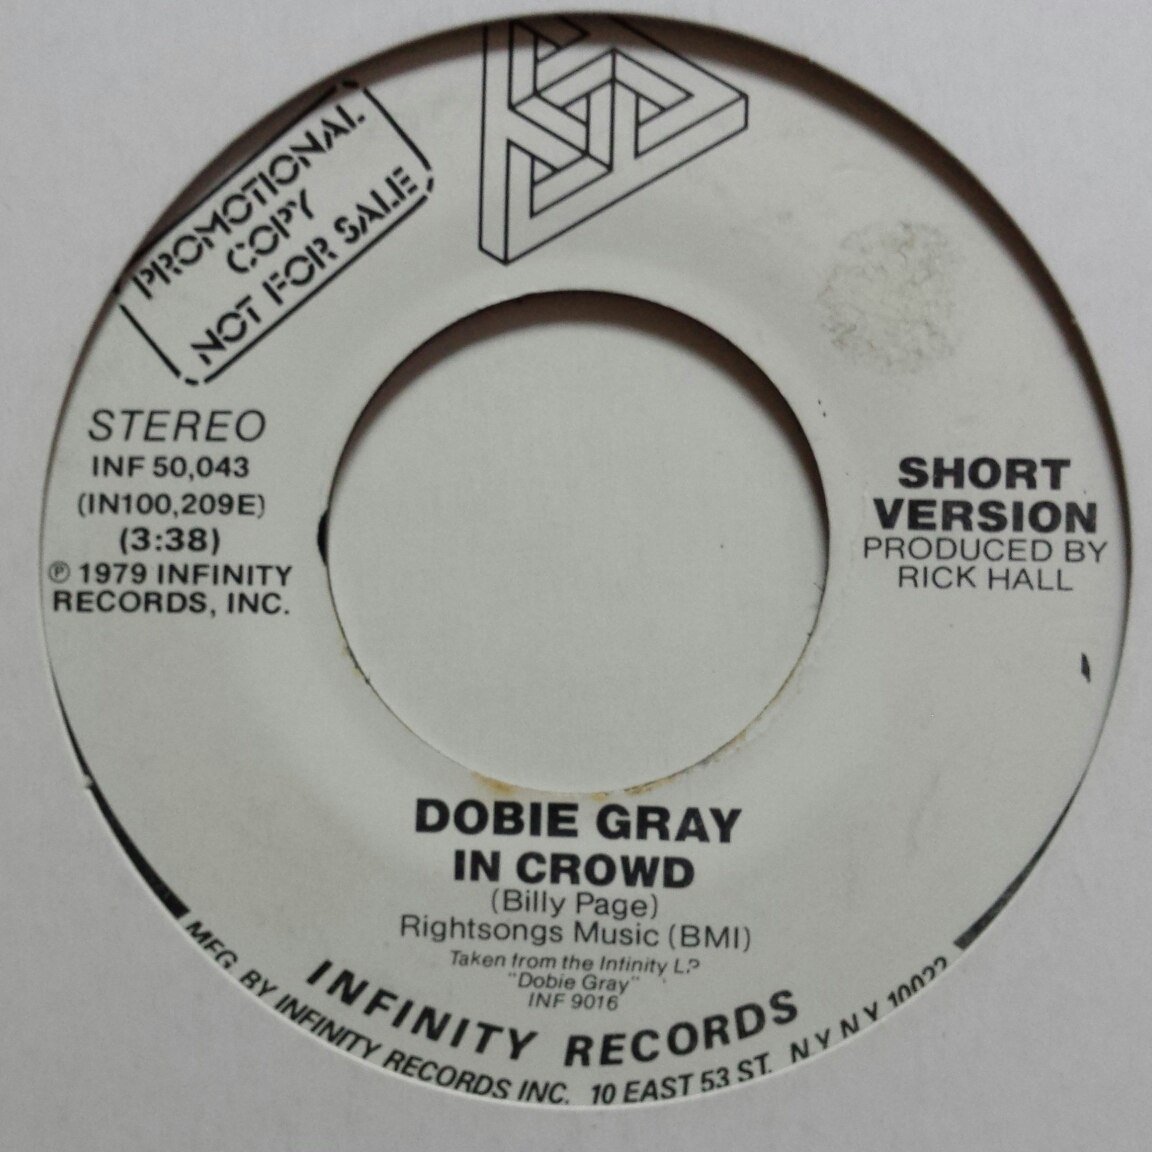 PROMOTIONAL
COPY
NOT FOR SALE
STEREO
INF 50,043
(IN100,209E)
(3:38)
℗ 1979 INFINITY
RECORDS, INC.
SHORT
VERSION
PRODUCED BY
RICK HALL
DOBIE GRAY
IN CROWD
(Billy Page)
Rightsongs Music (BMI)
Taken from the Infinity LP
"Dobie Gray"
INF 9016
INFINITY RECORDS
MFG. BY INFINITY RECORDS INC. 10 EAST 53 ST. N Y N Y 10022